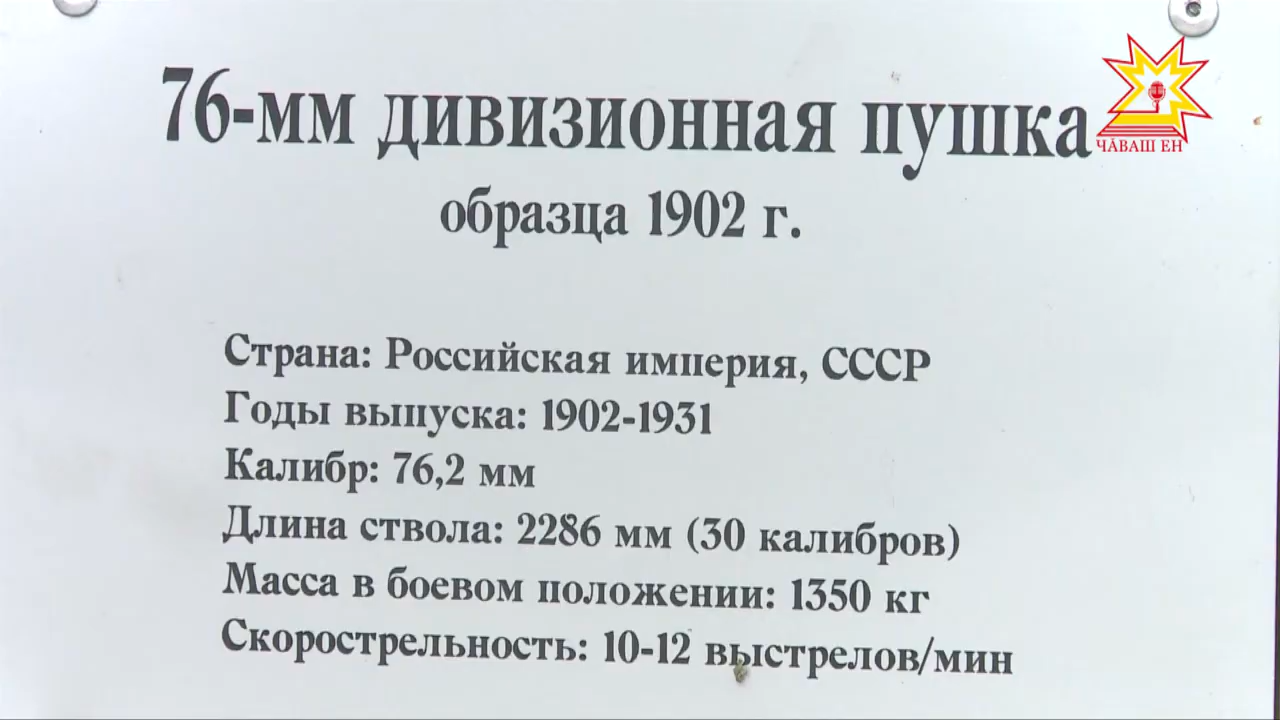 76-мм дивизионная пушка
ЧӐВАШ ЕН
образца 1902 г.
Страна: Российская империя, СССР
Годы выпуска: 1902-1931
Калибр: 76,2 мм
Длина ствола: 2286 мм (30 калибров)
Масса в боевом положении: 1350 кг
Скорострельность: 10-12 выстрелов/мин